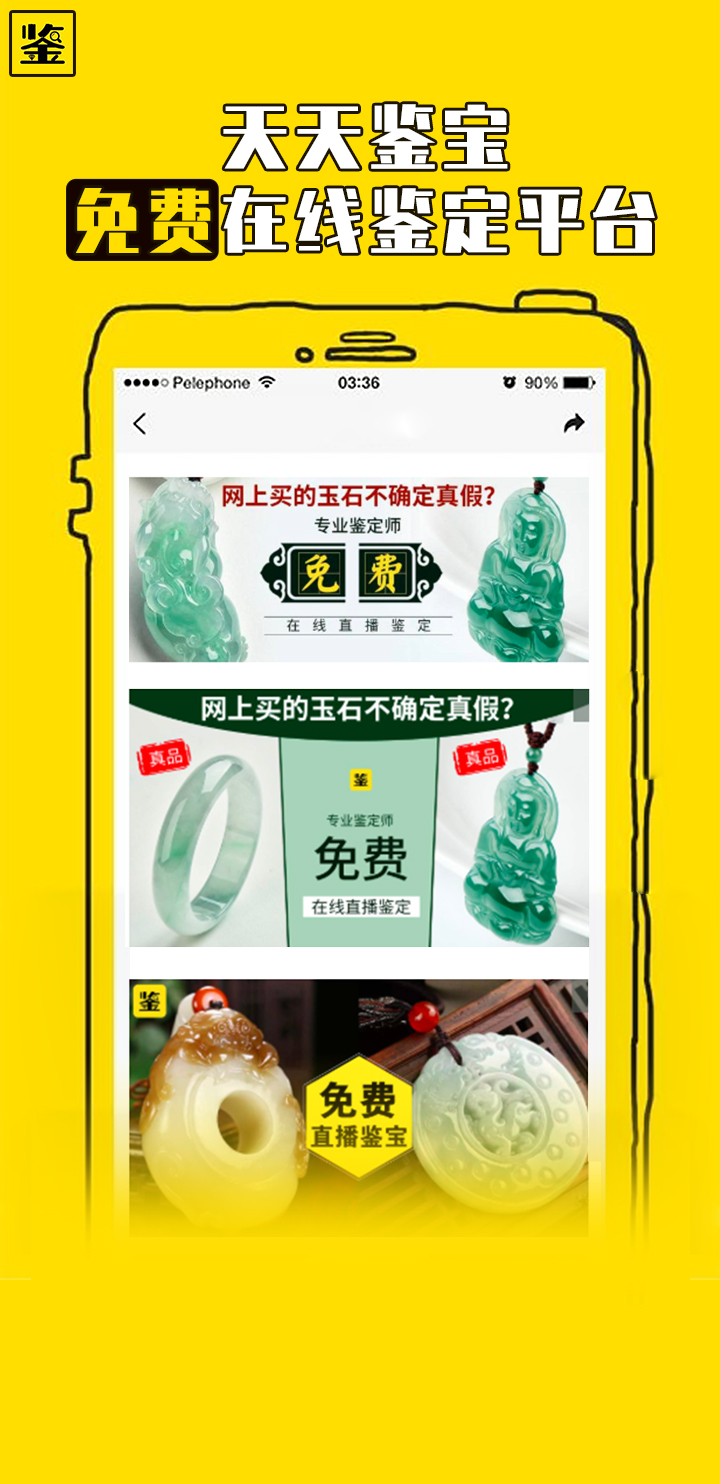 鉴
天天鉴宝
免费在线鉴定平台
Pelephone
03:36
90%
网上买的玉石不确定真假?
专业鉴定师
免费
在线直播鉴定
网上买的玉石不确定真假?
真品
真品
鉴
专业鉴定师
免费
在线直播鉴定
鉴
免费
直播鉴宝